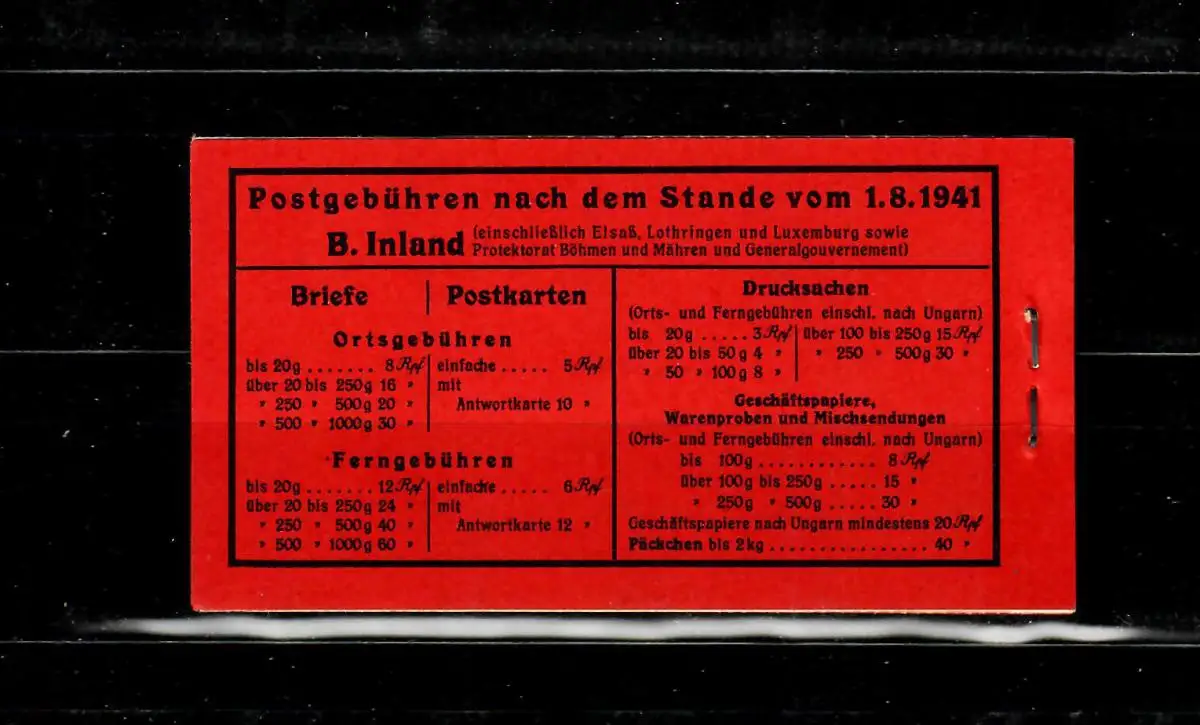 Postgebühren nach dem Stande vom 1.8.1941
B. Inland (einschließlich Elsaß, Lothringen und Luxemburg sowie
Protektorat Böhmen und Mähren und Generalgouvernement)
Briefe | Postkarten
Ortsgebühren
bis 20g ....... 8 Rpf | einfache ..... 5 Rpf
über 20 bis 250g 16 " | mit
" 250 " 500g 20 " | Antwortkarte 10 "
" 500 " 1000g 30 "
Ferngebühren
bis 20g ....... 12 Rpf | einfache ..... 6 Rpf
über 20 bis 250g 24 " | mit
" 250 " 500g 40 " | Antwortkarte 12 "
" 500 " 1000g 60 "
Drucksachen
(Orts- und Ferngebühren einschl. nach Ungarn)
bis 20g ..... 3 Rpf | über 100 bis 250g 15 Rpf
über 20 bis 50g 4 " | " 250 " 500g 30 "
" 50 " 100g 8 "
Geschäftspapiere,
Warenproben und Mischsendungen
(Orts- und Ferngebühren einschl. nach Ungarn)
bis 100g ............ 8 Rpf
über 100g bis 250g ..... 15 "
" 250g " 500g ..... 30 "
Geschäftspapiere nach Ungarn mindestens 20 Rpf
Päckchen bis 2kg ................ 40 "